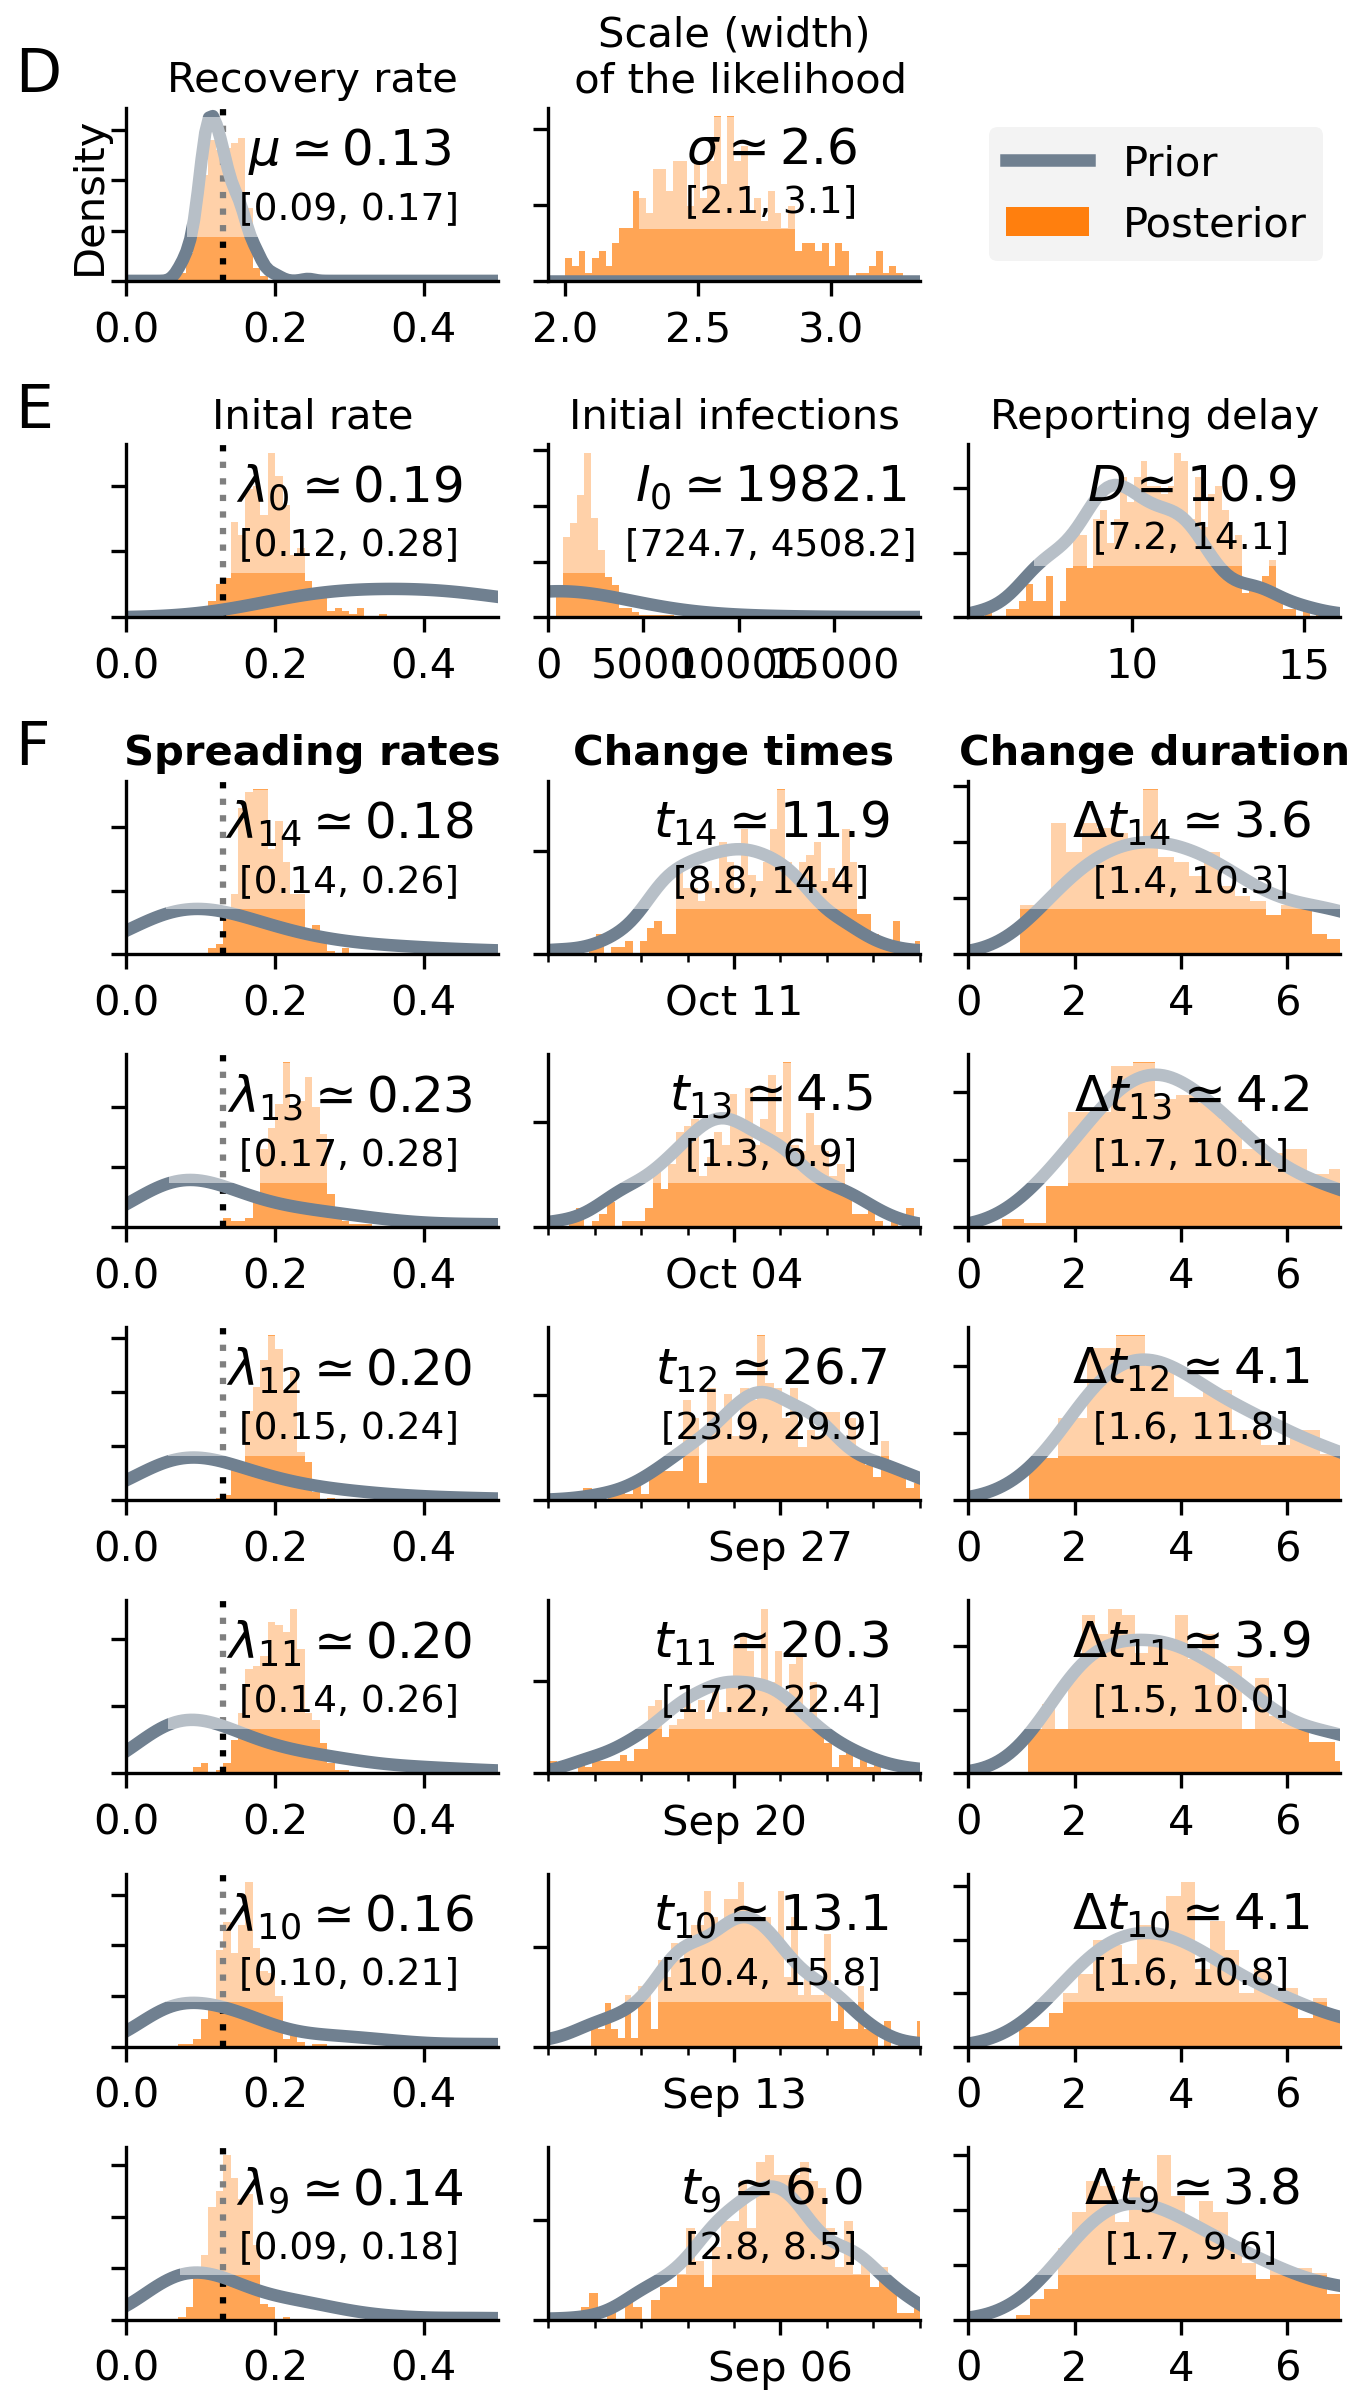 D
Recovery rate
Scale (width)
of the likelihood
Density
μ ≃ 0.13
[0.09, 0.17]
0.0 0.2 0.4
σ ≃ 2.6
[2.1, 3.1]
2.0 2.5 3.0
Prior
Posterior
E
Inital rate
λ0 ≃ 0.19
[0.12, 0.28]
0.0 0.2 0.4
Initial infections
I0 ≃ 1982.1
[724.7, 4508.2]
0 5000 10000 15000
Reporting delay
D ≃ 10.9
[7.2, 14.1]
10 15
F
Spreading rates
Change times
Change duration
λ14 ≃ 0.18
[0.14, 0.26]
0.0 0.2 0.4
t14 ≃ 11.9
[8.8, 14.4]
Oct 11
Δt14 ≃ 3.6
[1.4, 10.3]
0 2 4 6
λ13 ≃ 0.23
[0.17, 0.28]
0.0 0.2 0.4
t13 ≃ 4.5
[1.3, 6.9]
Oct 04
Δt13 ≃ 4.2
[1.7, 10.1]
0 2 4 6
λ12 ≃ 0.20
[0.15, 0.24]
0.0 0.2 0.4
t12 ≃ 26.7
[23.9, 29.9]
Sep 27
Δt12 ≃ 4.1
[1.6, 11.8]
0 2 4 6
λ11 ≃ 0.20
[0.14, 0.26]
0.0 0.2 0.4
t11 ≃ 20.3
[17.2, 22.4]
Sep 20
Δt11 ≃ 3.9
[1.5, 10.0]
0 2 4 6
λ10 ≃ 0.16
[0.10, 0.21]
0.0 0.2 0.4
t10 ≃ 13.1
[10.4, 15.8]
Sep 13
Δt10 ≃ 4.1
[1.6, 10.8]
0 2 4 6
λ9 ≃ 0.14
[0.09, 0.18]
0.0 0.2 0.4
t9 ≃ 6.0
[2.8, 8.5]
Sep 06
Δt9 ≃ 3.8
[1.7, 9.6]
0 2 4 6